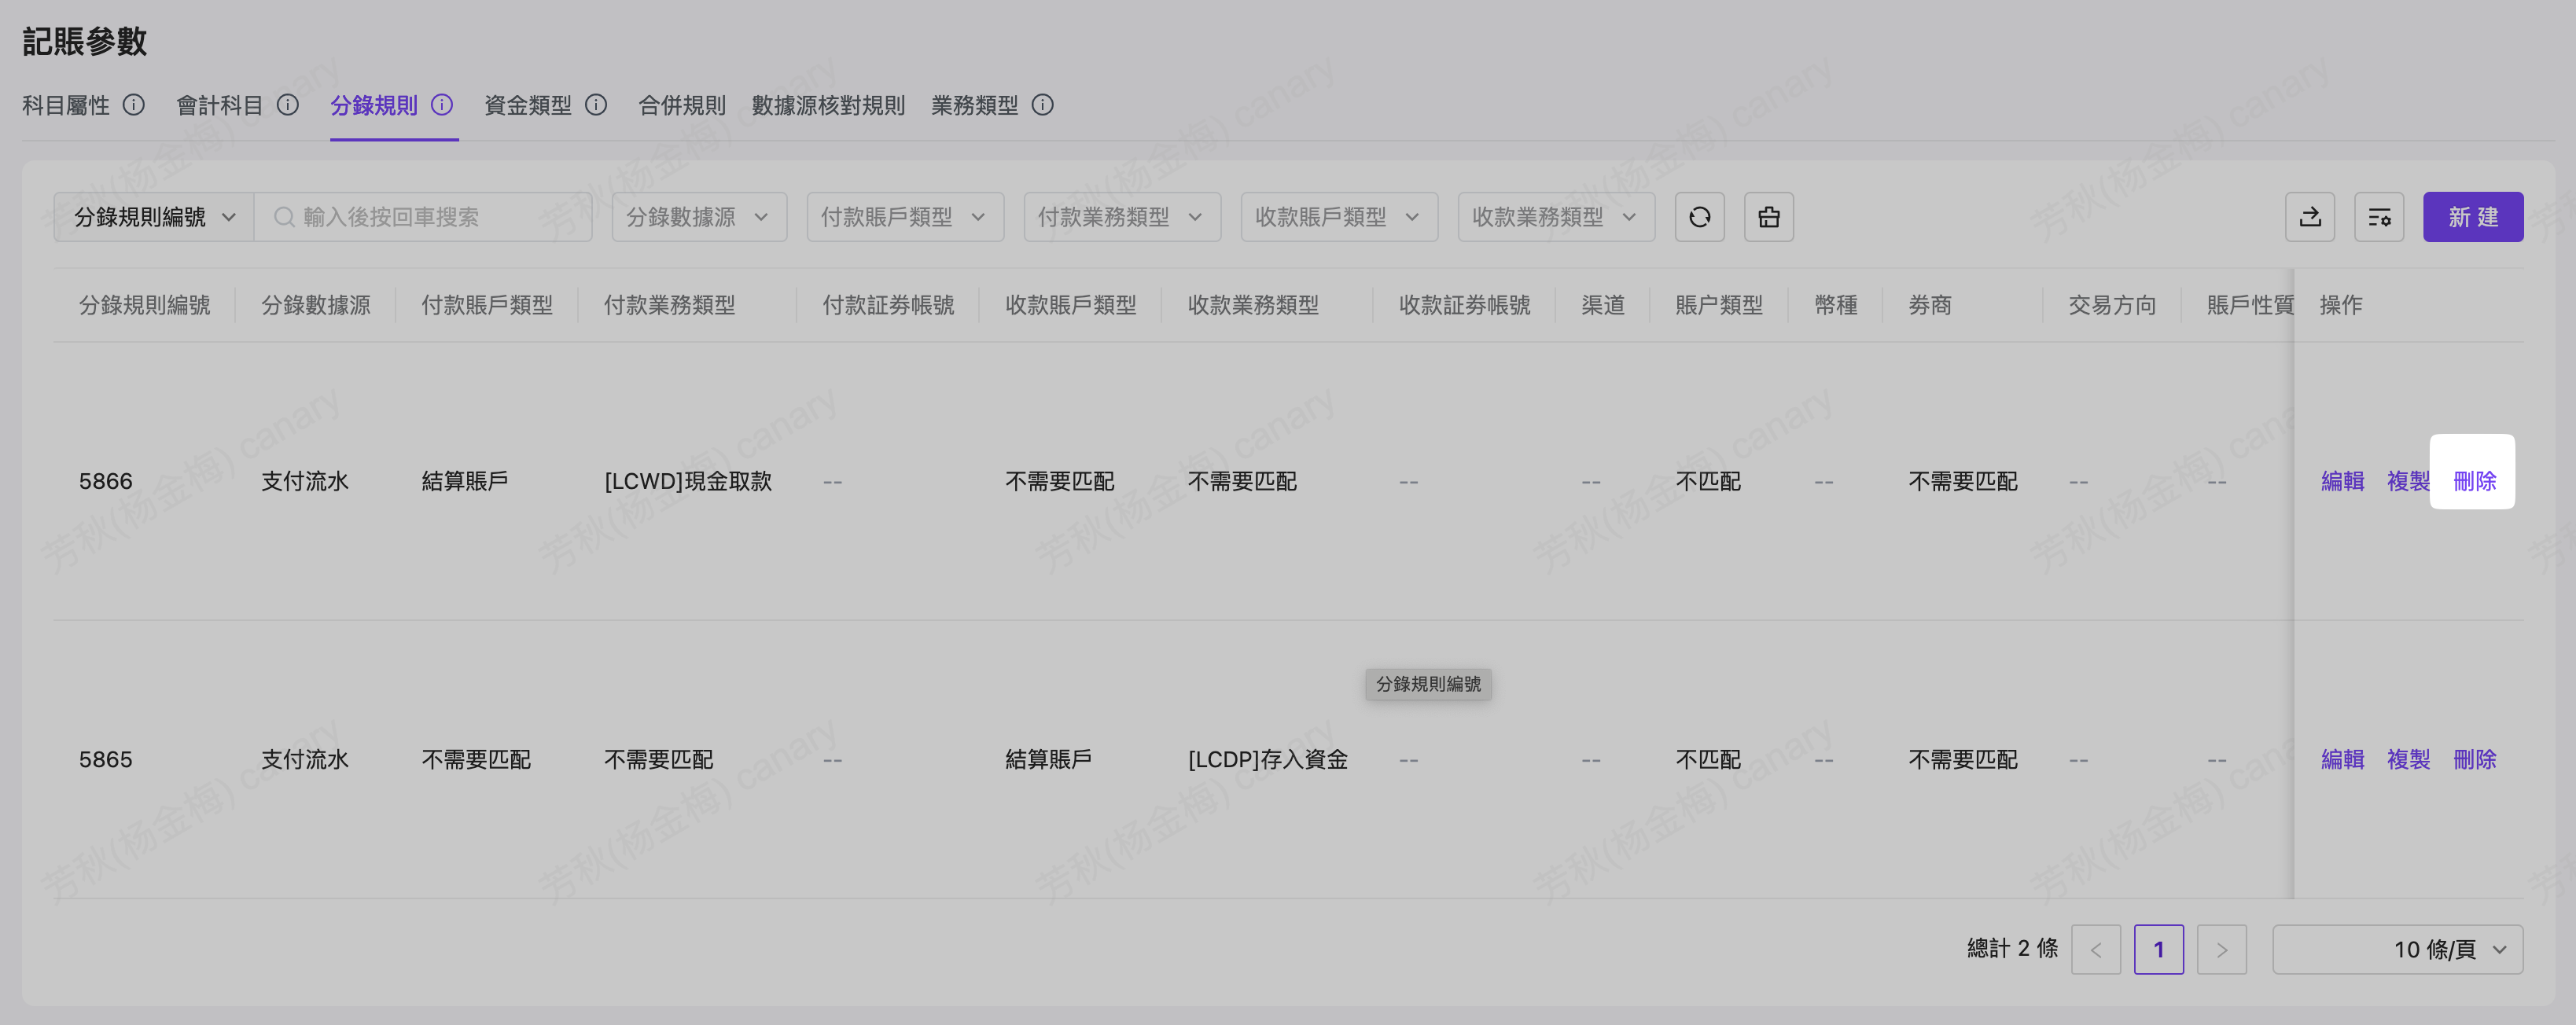 記賬參數
科目屬性 會計科目 分錄規則 資金類型 合併規則 數據源核對規則 業務類型
分錄規則編號 輸入後按回車搜索 分錄數據源 付款賬戶類型 付款業務類型 收款賬戶類型 收款業務類型 新建
分錄規則編號 分錄數據源 付款賬戶類型 付款業務類型 付款証券帳號 收款賬戶類型 收款業務類型 收款証券帳號 渠道 賬户類型 幣種 券商 交易方向 賬戶性質 操作
5866 支付流水 結算賬戶 [LCWD]現金取款 -- 不需要匹配 不需要匹配 -- -- 不匹配 -- 不需要匹配 -- -- 編輯 複製 刪除
分錄規則編號
5865 支付流水 不需要匹配 不需要匹配 -- 結算賬戶 [LCDP]存入資金 -- -- 不匹配 -- 不需要匹配 -- -- 編輯 複製 刪除
總計 2 條 < 1 > 10 條/頁
芳秋(杨金梅) canary